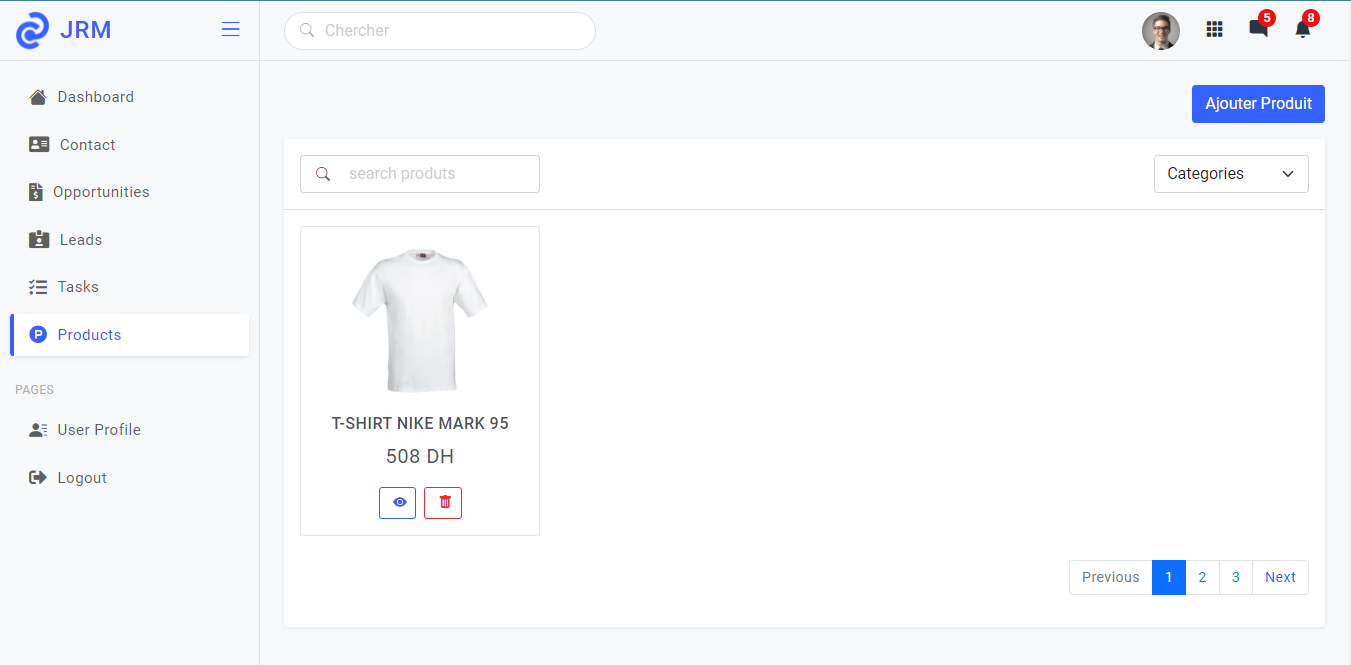 JRM
Chercher
5
8
Dashboard
Contact
Opportunities
Leads
Tasks
Products
PAGES
User Profile
Logout
Ajouter Produit
search produts
Categories
T-SHIRT NIKE MARK 95
508 DH
Previous 1 2 3 Next